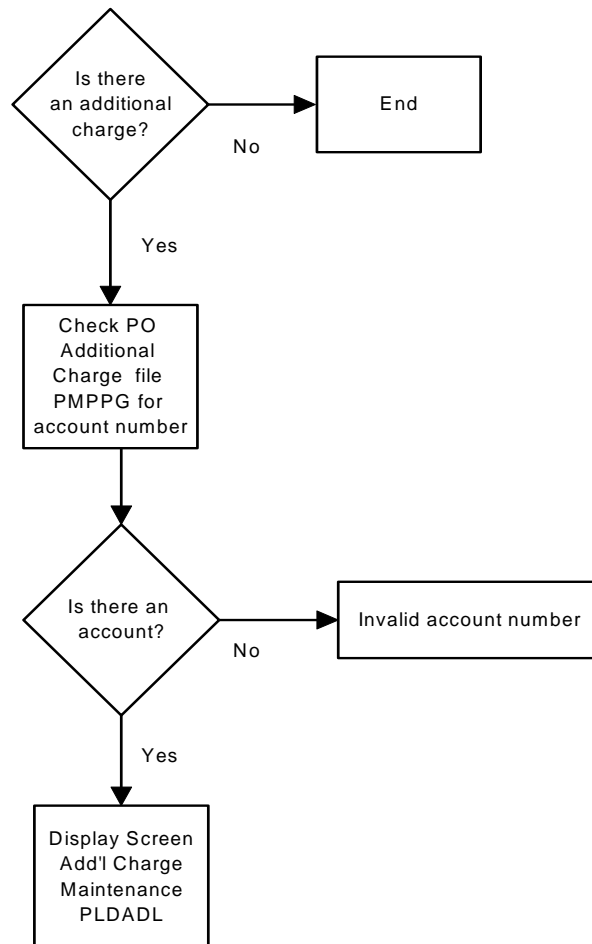 Is there
an additional
charge?
End
No
Yes
Check PO
Additional
Charge file
PMPPG for
account number
Is there an
account?
Invalid account number
No
Yes
Display Screen
Add'l Charge
Maintenance
PLDADL